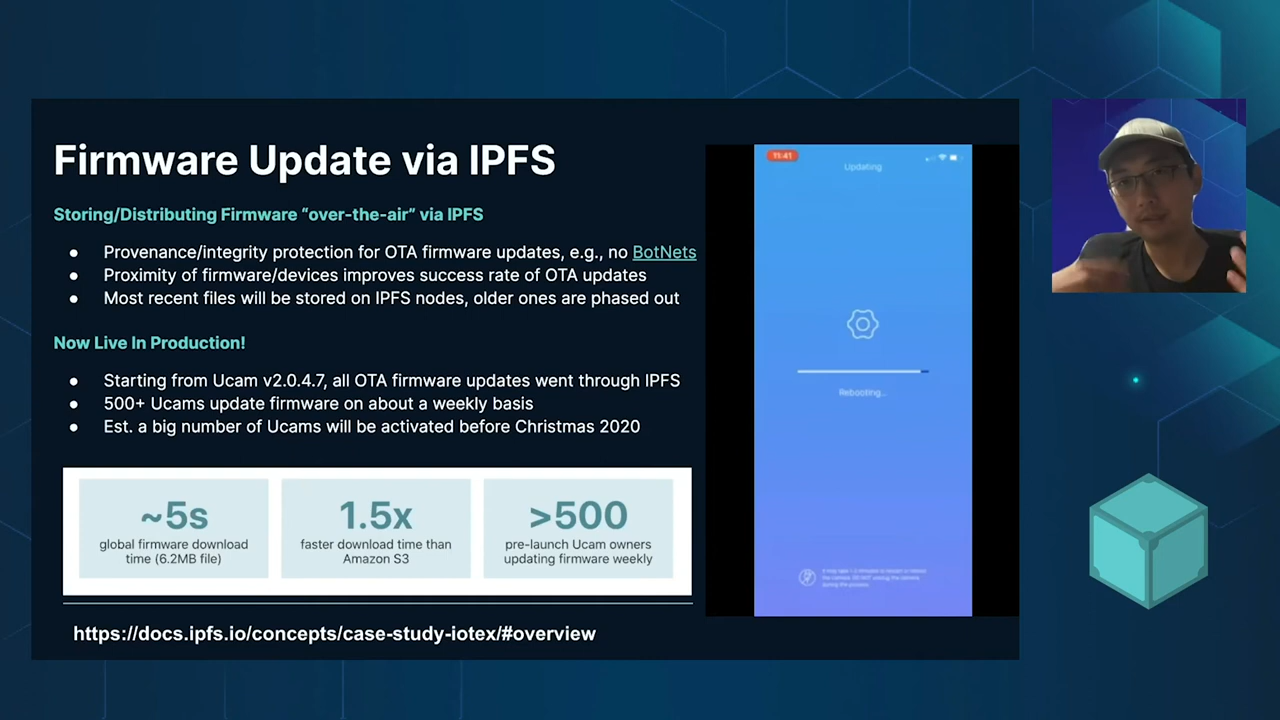 Firmware Update via IPFS
Storing/Distributing Firmware “over-the-air” via IPFS
● Provenance/integrity protection for OTA firmware updates, e.g., no BotNets
● Proximity of firmware/devices improves success rate of OTA updates
● Most recent files will be stored on IPFS nodes, older ones are phased out
Now Live In Production!
● Starting from Ucam v2.0.4.7, all OTA firmware updates went through IPFS
● 500+ Ucams update firmware on about a weekly basis
● Est. a big number of Ucams will be activated before Christmas 2020
~5s
global firmware download
time (6.2MB file)
1.5x
faster download time than
Amazon S3
>500
pre-launch Ucam owners
updating firmware weekly
https://docs.ipfs.io/concepts/case-study-iotex/#overview
11:41
Updating
Rebooting...